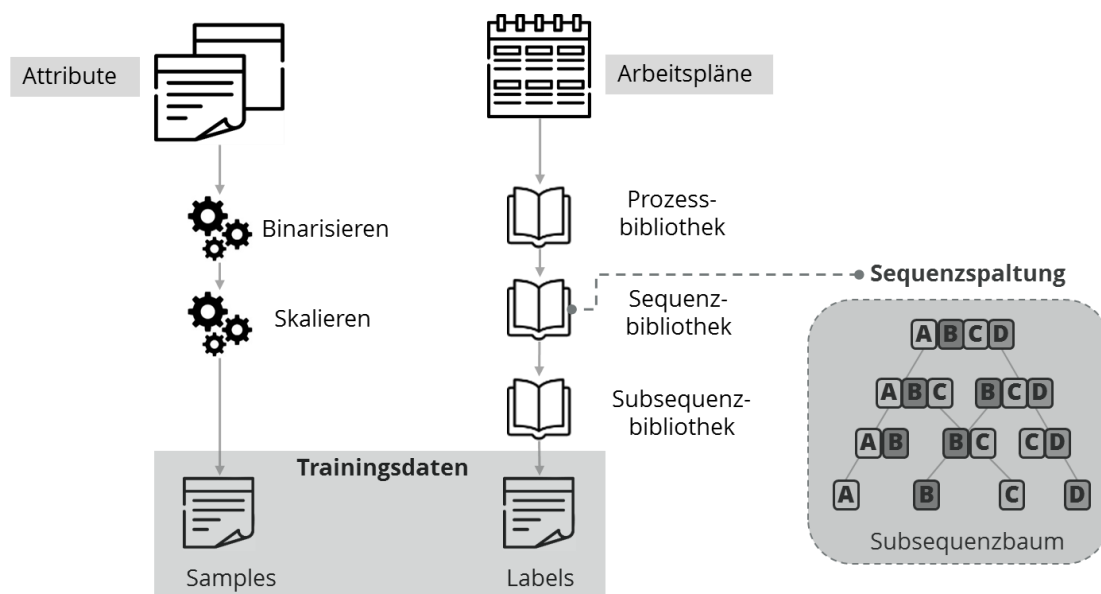 Attribute
Arbeitspläne
Binarisieren
Skalieren
Prozess-
bibliothek
Sequenz-
bibliothek
Subsequenz-
bibliothek
Trainingsdaten
Samples
Labels
Sequenzspaltung
ABCD
ABC BCD
AB BC CD
A B C D
Subsequenzbaum